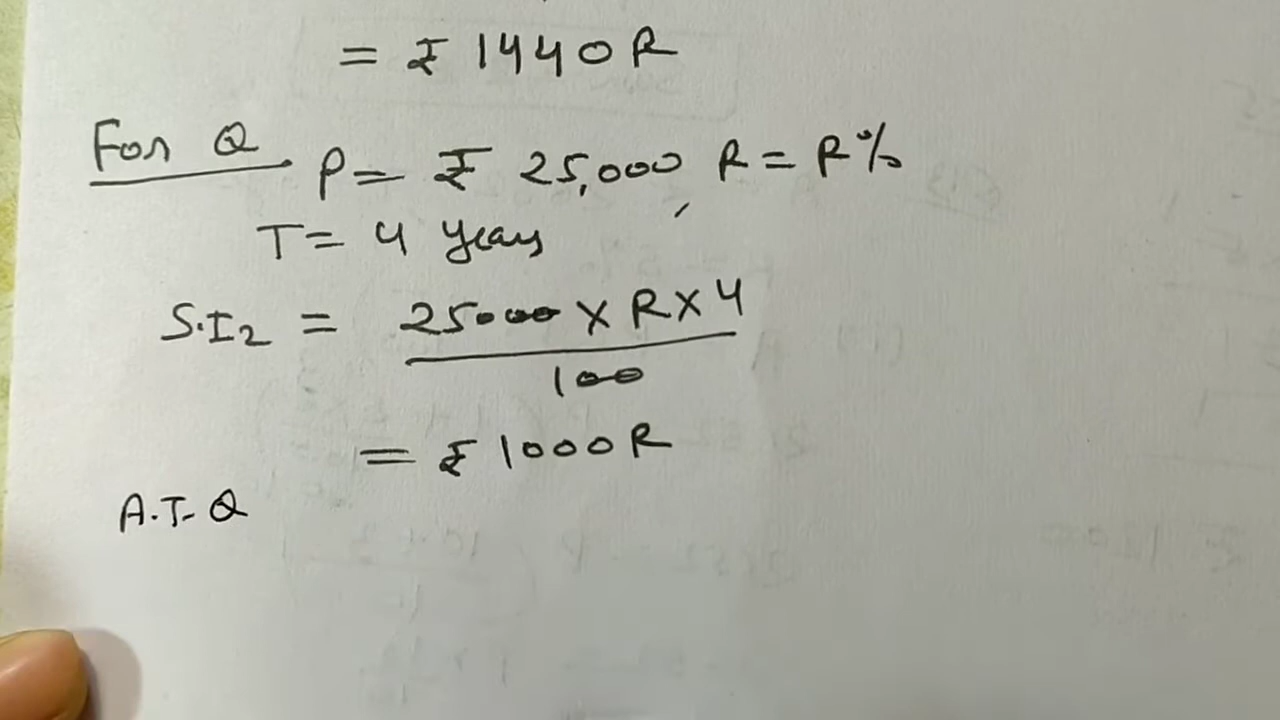 = ₹ 1440 R
For Q P = ₹ 25,000 R = R%
T = 4 years
S.I2 = 25000 × R × 4
100
= ₹ 1000 R
A.T.Q